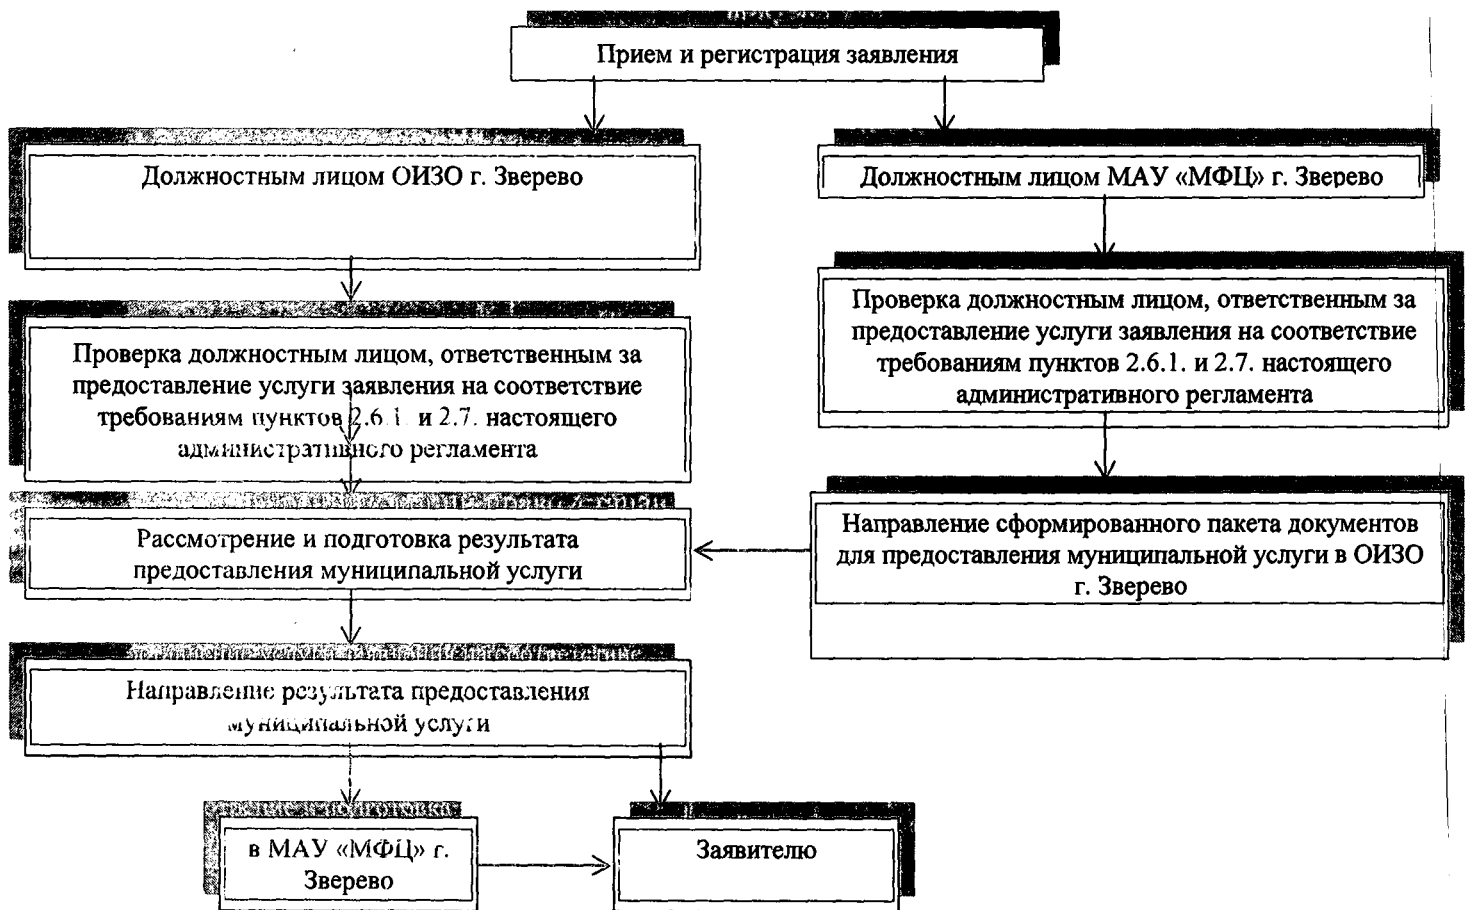 Прием и регистрация заявления
Должностным лицом ОИЗО г. Зверево
Должностным лицом МАУ «МФЦ» г. Зверево
Проверка должностным лицом, ответственным за
предоставление услуги заявления на соответствие
требованиям пунктов 2.6.1. и 2.7. настоящего
административного регламента
Проверка должностным лицом, ответственным за
предоставление услуги заявления на соответствие
требованиям пунктов 2.6.1. и 2.7. настоящего
административного регламента
Рассмотрение и подготовка результата
предоставления муниципальной услуги
Направление сформированного пакета документов
для предоставления муниципальной услуги в ОИЗО
г. Зверево
Направление результата предоставления
муниципальной услуги
в МАУ «МФЦ» г.
Зверево
Заявителю